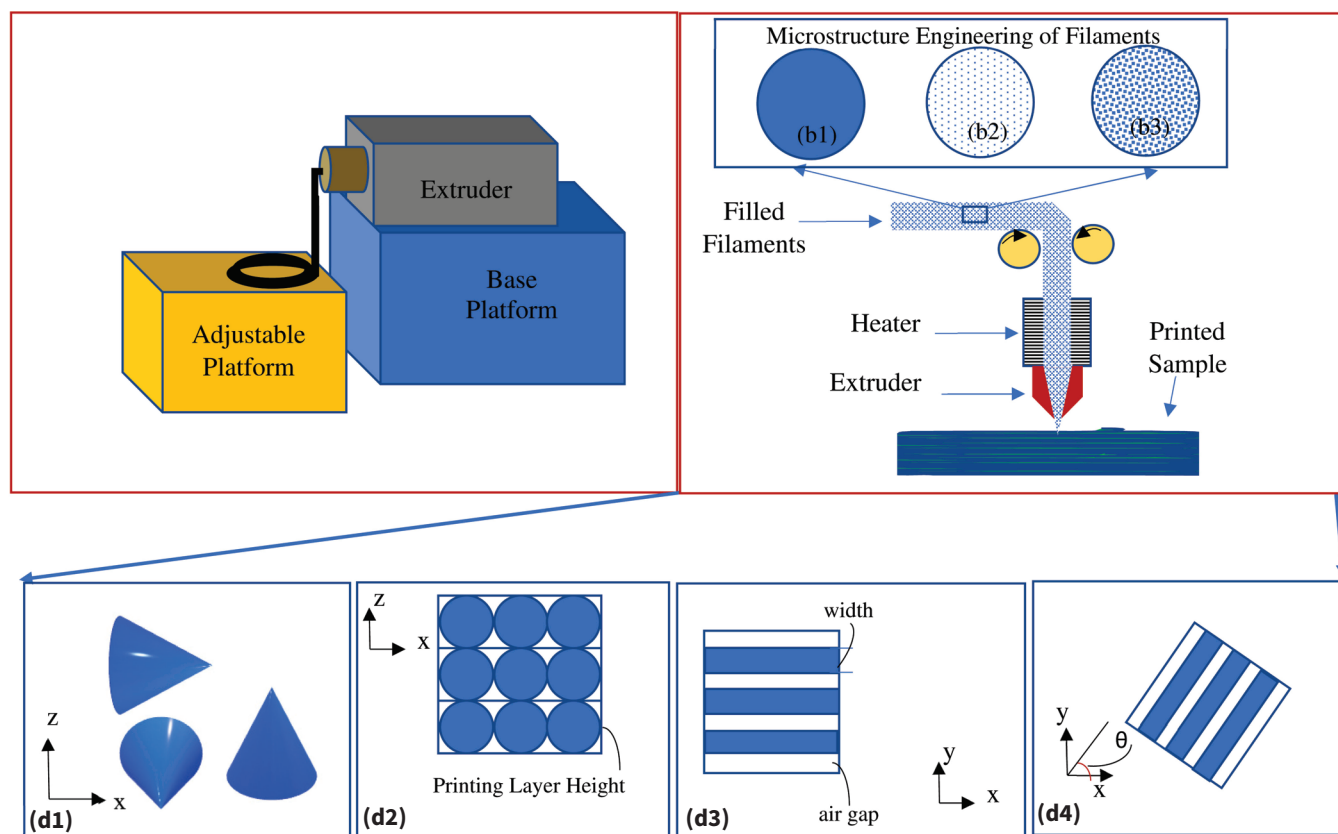 Extruder
Base
Platform
Adjustable
Platform
Microstructure Engineering of Filaments
(b1)
(b2)
(b3)
Filled
Filaments
Heater
Extruder
Printed
Sample
z
x
(d1)
z
x
Printing Layer Height
(d2)
width
y
x
air gap
(d3)
y
θ
x
(d4)